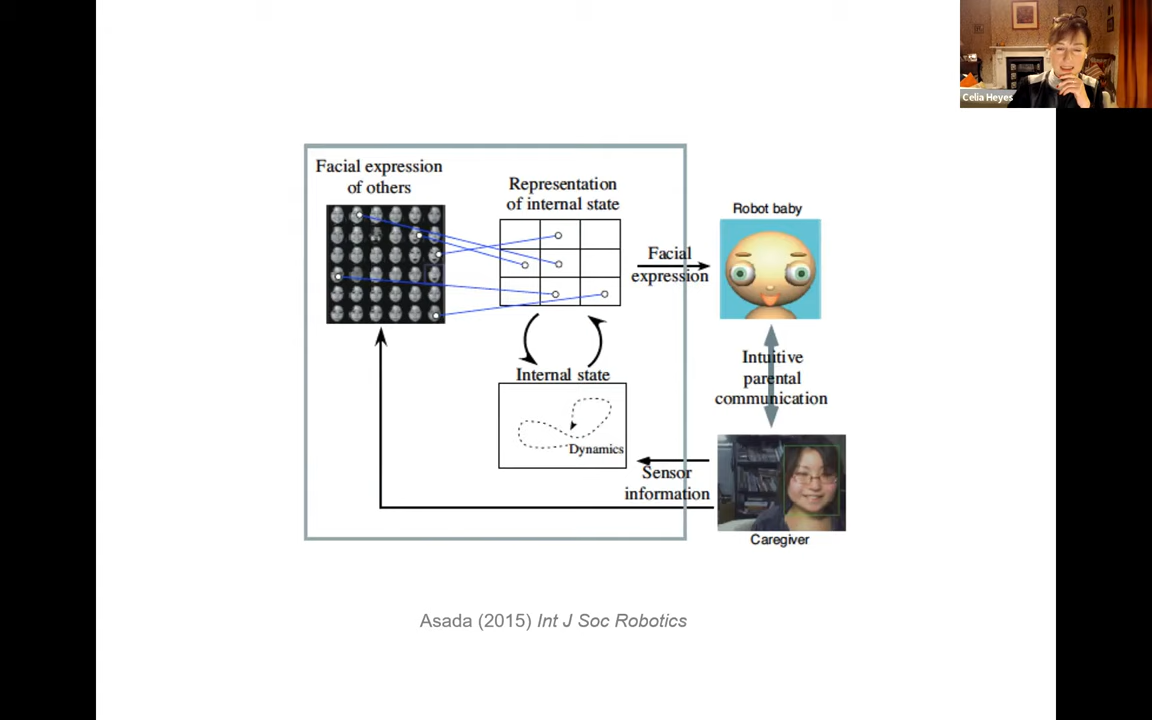 Celia Heyes
Facial expression
of others
Representation
of internal state
Robot baby
Facial
expression
Intuitive
parental
communication
Internal state
Dynamics
Sensor
information
Caregiver
Asada (2015) Int J Soc Robotics